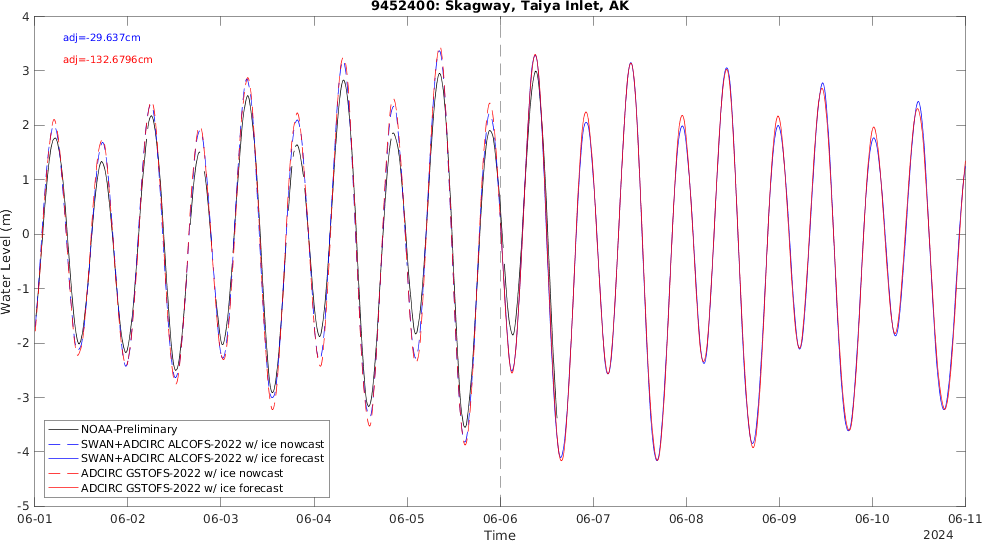 9452400: Skagway, Taiya Inlet, AK
adj=-29.637cm
adj=-132.6796cm
Water Level (m)
4
3
2
1
0
-1
-2
-3
-4
-5
NOAA-Preliminary
SWAN+ADCIRC ALCOFS-2022 w/ ice nowcast
SWAN+ADCIRC ALCOFS-2022 w/ ice forecast
ADCIRC GSTOFS-2022 w/ ice nowcast
ADCIRC GSTOFS-2022 w/ ice forecast
06-01 06-02 06-03 06-04 06-05 06-06 06-07 06-08 06-09 06-10 06-11
Time
2024